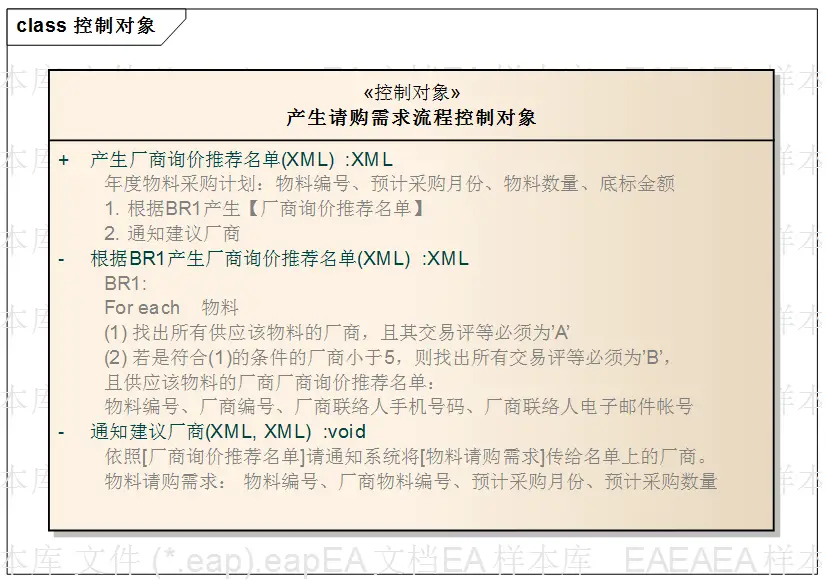 class 控制对象
«控制对象»
产生请购需求流程控制对象
+ 产生厂商询价推荐名单(XML) :XML
年度物料采购计划：物料编号、预计采购月份、物料数量、底标金额
1. 根据BR1产生【厂商询价推荐名单】
2. 通知建议厂商
- 根据BR1产生厂商询价推荐名单(XML) :XML
BR1:
For each 物料
(1) 找出所有供应该物料的厂商，且其交易评等必须为’A’
(2) 若是符合(1)的条件的厂商小于5，则找出所有交易评等必须为’B’，
且供应该物料的厂商厂商询价推荐名单：
物料编号、厂商编号、厂商联络人手机号码、厂商联络人电子邮件帐号
- 通知建议厂商(XML, XML) :void
依照[厂商询价推荐名单]请通知系统将[物料请购需求]传给名单上的厂商。
物料请购需求： 物料编号、厂商物料编号、预计采购月份、预计采购数量
本库 文件 (*.eap).eapEA 文档EA 样本库 EAEAEA 样本